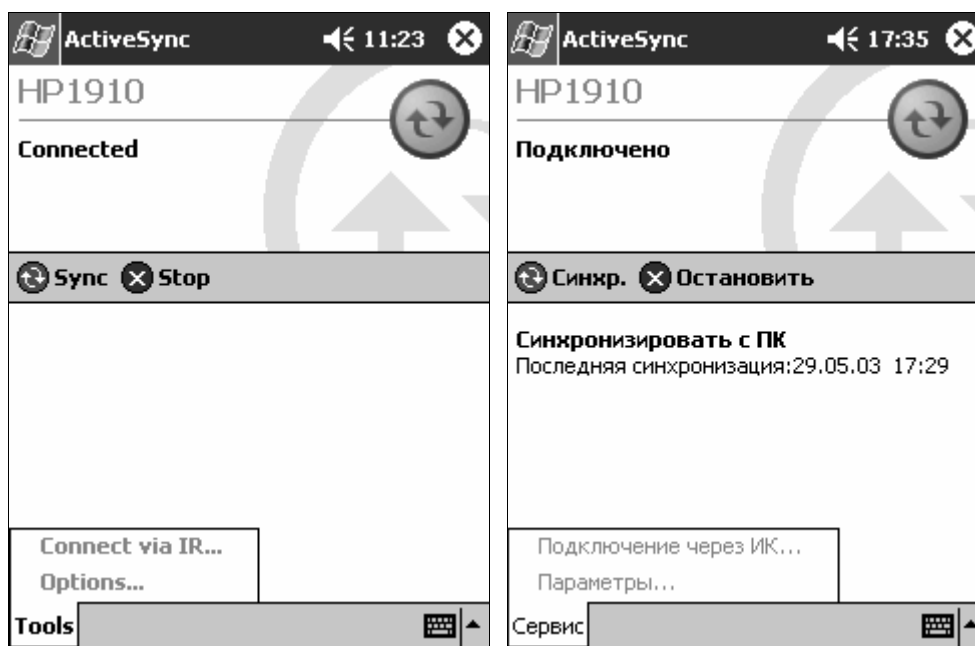 ActiveSync 11:23
HP1910
Connected
Sync Stop
Connect via IR...
Options...
Tools
ActiveSync 17:35
HP1910
Подключено
Синхр. Остановить
Синхронизировать с ПК
Последняя синхронизация:29.05.03 17:29
Подключение через ИК...
Параметры...
Сервис